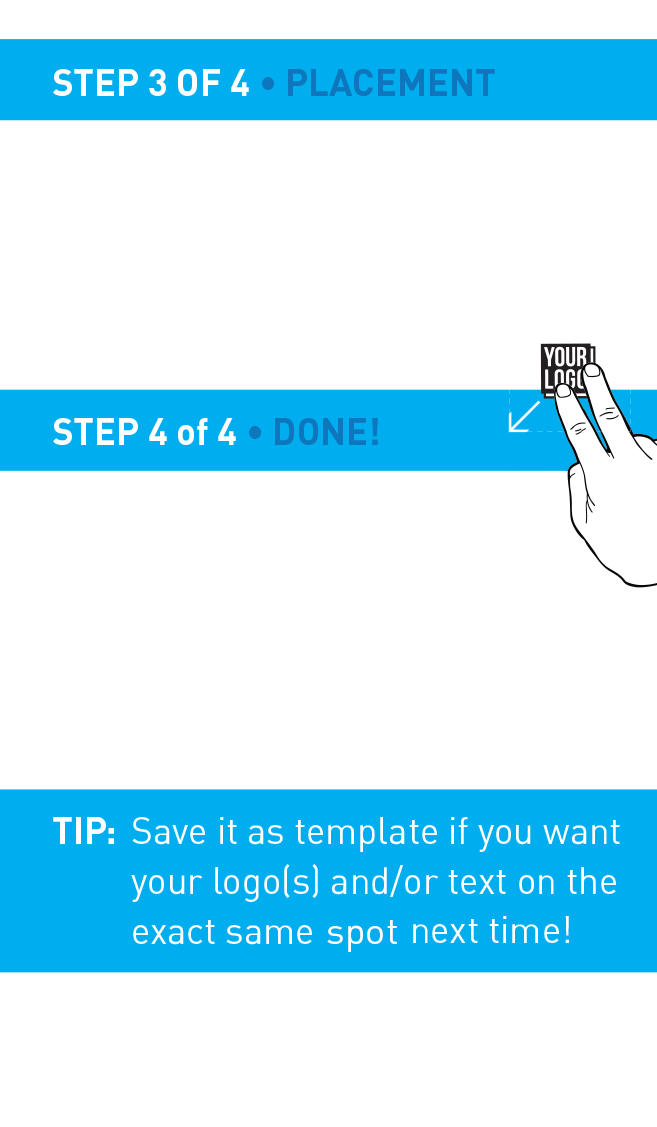 STEP 3 OF 4 • PLACEMENT
YOUR
LOGO
STEP 4 of 4 • DONE!
TIP: Save it as template if you want
your logo(s) and/or text on the
exact same spot next time!